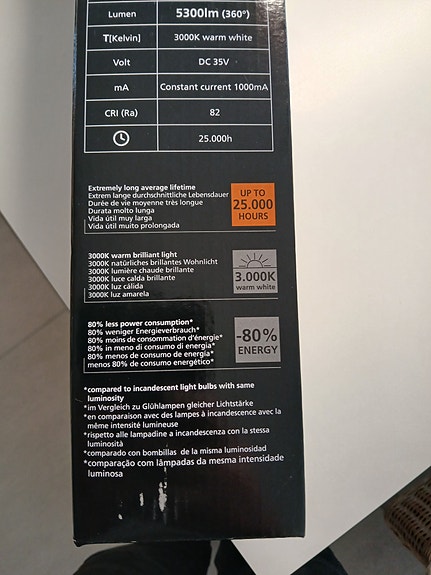 Lumen 5300lm (360°)
T[Kelvin] 3000K warm white
Volt DC 35V
mA Constant current 1000mA
CRI (Ra) 82
25.000h
Extremely long average lifetime
Extrem lange durchschnittliche Lebensdauer
Durée de vie moyenne très longue
Durata molto lunga
Vida útil muy larga
Vida útil muito prolongada
UP TO
25.000
HOURS
3000K warm brilliant light
3000K natürliches brillantes Wohnlicht
3000K lumière chaude brillante
3000K luce calda brillante
3000K luz cálida
3000K luz amarela
3.000K
warm white
80% less power consumption*
80% weniger Energieverbrauch*
80% moins de consommation d'énergie*
80% in meno di consumo di energia*
80% menos de consumo de energía*
menos 80% de consumo energético*
-80%
ENERGY
*compared to incandescent light bulbs with same
luminosity
*im Vergleich zu Glühlampen gleicher Lichtstärke
*en comparaison avec des lampes à incandescence avec la
même intensité lumineuse
*rispetto alle lampadine a incandescenza con la stessa
luminosità
*comparado con bombillas de la misma luminosidad
*comparação com lâmpadas da mesma intensidade
luminosa